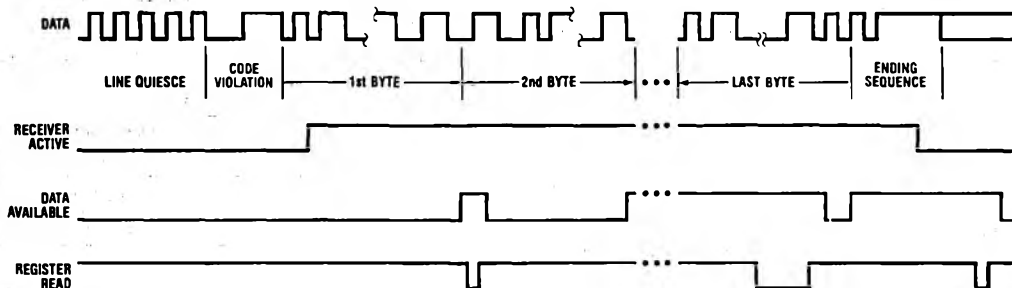 DATA
LINE QUIESCE
CODE VIOLATION
1st BYTE
2nd BYTE
LAST BYTE
ENDING SEQUENCE
RECEIVER ACTIVE
DATA AVAILABLE
REGISTER READ